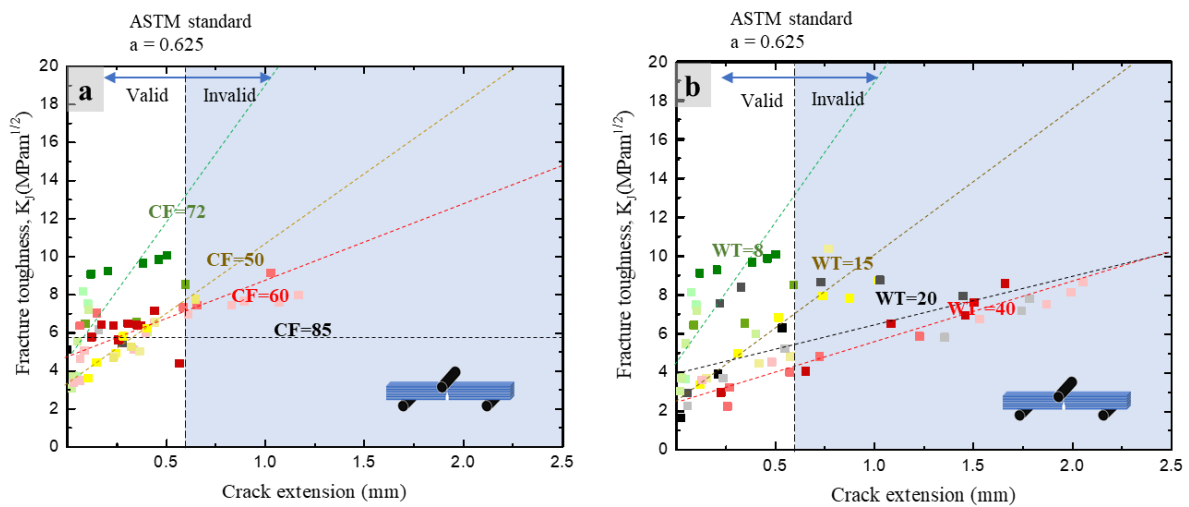 ASTM standard
a = 0.625
20
18
16
14
12
10
8
6
4
2
0
a
Valid
Invalid
CF=72
CF=50
CF=60
CF=85
Fracture toughness, KJ(MPam1/2)
0.5
1.0
1.5
2.0
2.5
Crack extension (mm)
ASTM standard
a = 0.625
20
18
16
14
12
10
8
6
4
2
0
b
Valid
Invalid
WT=8
WT=15
WT=20
WT=40
Fracture toughness, KJ(MPam1/2)
0.5
1.0
1.5
2.0
2.5
Crack extension (mm)